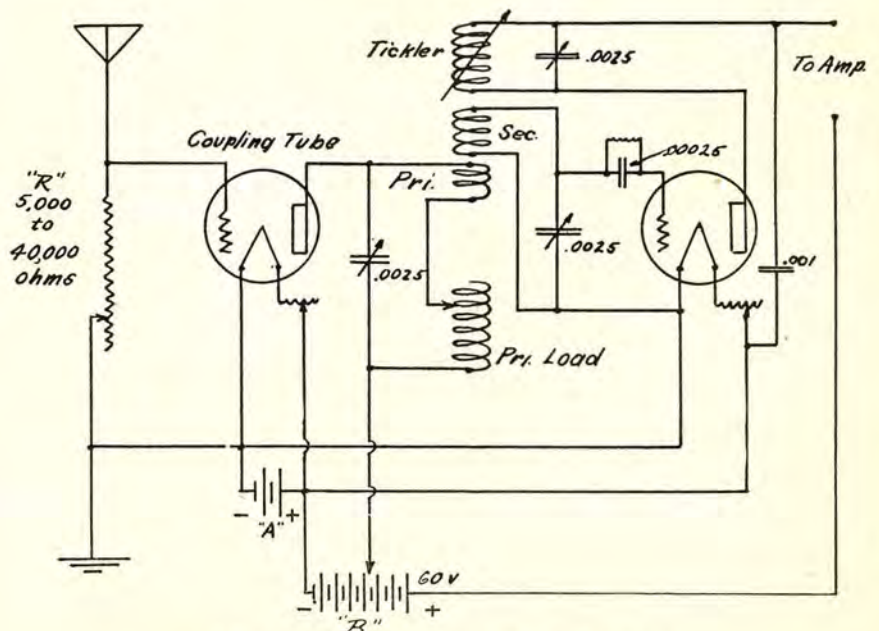 Tickler
.0025
To Amp.
Coupling Tube
Sec.
.00025
"R"
5,000
to
40,000
Ohms
Pri.
.0025
.0025
.001
Pri. Load
- "A" +
60 V
- "B" +